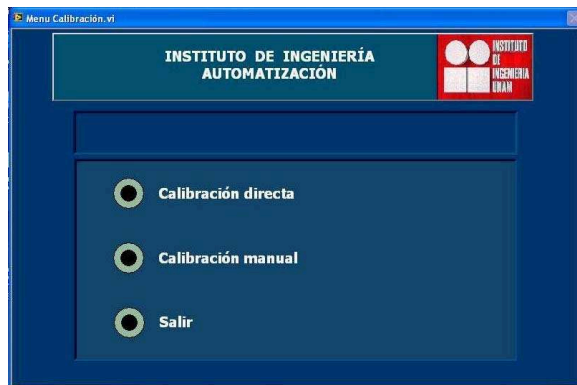 Menu Calibración.vi
INSTITUTO DE INGENIERÍA
AUTOMATIZACIÓN
INSTITUTO
DE
INGENIERIA
UNAM
Calibración directa
Calibración manual
Salir